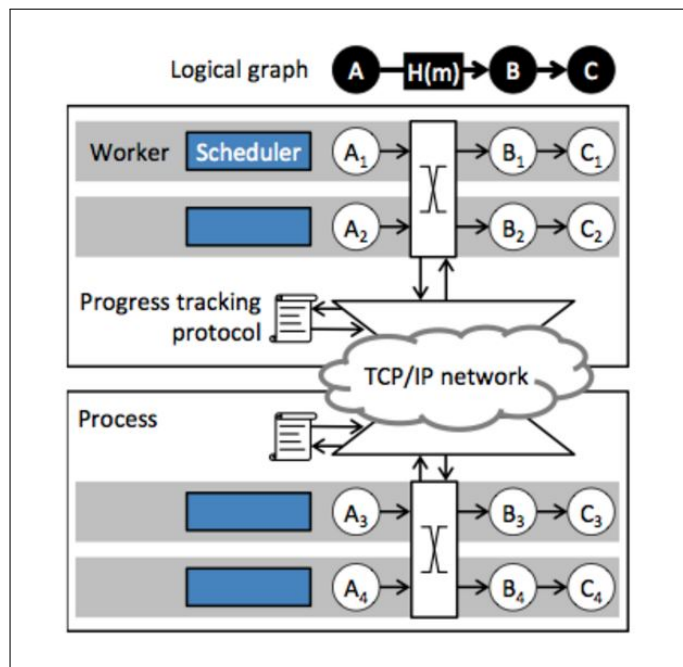 Logical graph A H(m) B C
Worker Scheduler A₁ B₁ C₁
A₂ B₂ C₂
Progress tracking
protocol
TCP/IP network
Process
A₃ B₃ C₃
A₄ B₄ C₄